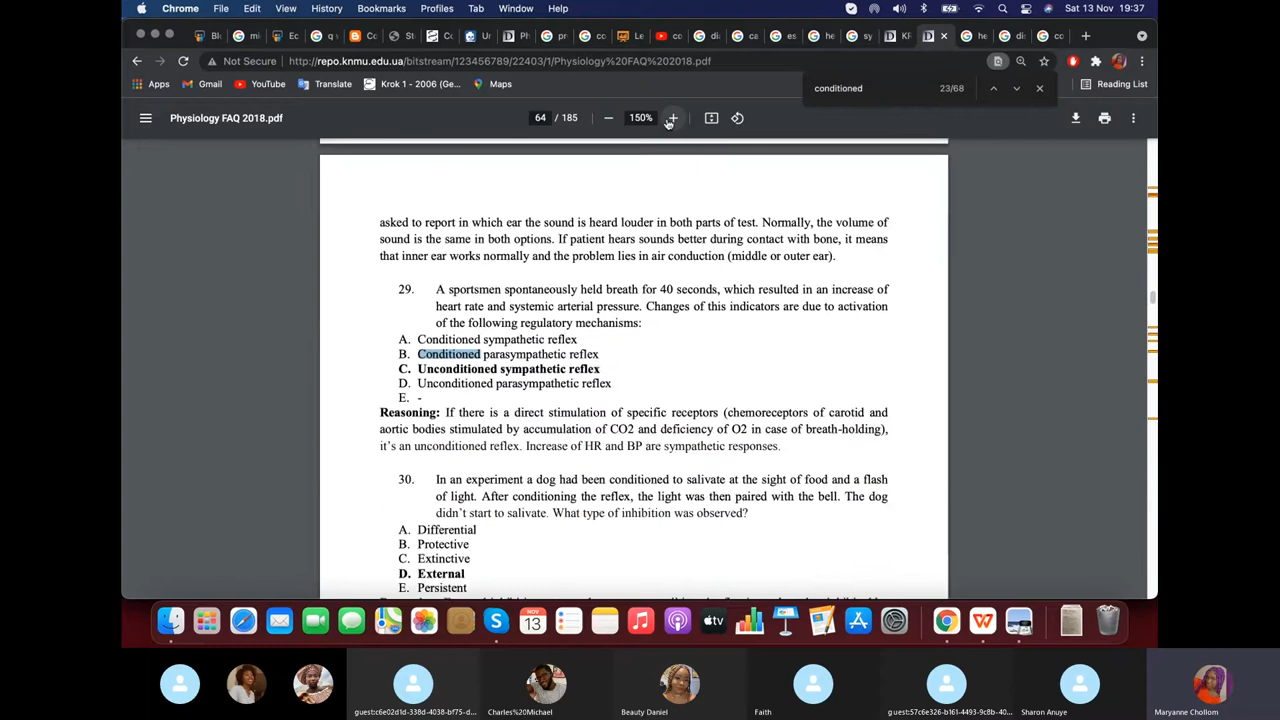 Chrome File Edit View History Bookmarks Profiles Tab Window Help Sat 13 Nov 19:37
Not Secure | repo.knmu.edu.ua/bitstream/123456789/22403/1/Physiology%20FAQ%202018.pdf
Apps Gmail YouTube Translate Krok 1 - 2006 (Ge... Maps Reading List
conditioned 23/68
Physiology FAQ 2018.pdf 64 / 185 150%
asked to report in which ear the sound is heard louder in both parts of test. Normally, the volume of
sound is the same in both options. If patient hears sounds better during contact with bone, it means
that inner ear works normally and the problem lies in air conduction (middle or outer ear).
29. A sportsmen spontaneously held breath for 40 seconds, which resulted in an increase of
heart rate and systemic arterial pressure. Changes of this indicators are due to activation
of the following regulatory mechanisms:
A. Conditioned sympathetic reflex
B. Conditioned parasympathetic reflex
C. Unconditioned sympathetic reflex
D. Unconditioned parasympathetic reflex
E. -
Reasoning: If there is a direct stimulation of specific receptors (chemoreceptors of carotid and
aortic bodies stimulated by accumulation of CO2 and deficiency of O2 in case of breath-holding),
it's an unconditioned reflex. Increase of HR and BP are sympathetic responses.
30. In an experiment a dog had been conditioned to salivate at the sight of food and a flash
of light. After conditioning the reflex, the light was then paired with the bell. The dog
didn't start to salivate. What type of inhibition was observed?
A. Differential
B. Protective
C. Extinctive
D. External
E. Persistent
NOV
13
tv
guest:c6e02d1d-338d-4038-bf75-d... Charles%20Michael Beauty Daniel Faith guest:57c6e326-b161-4493-9c8b-40... Sharon Anuye Maryanne Chollom